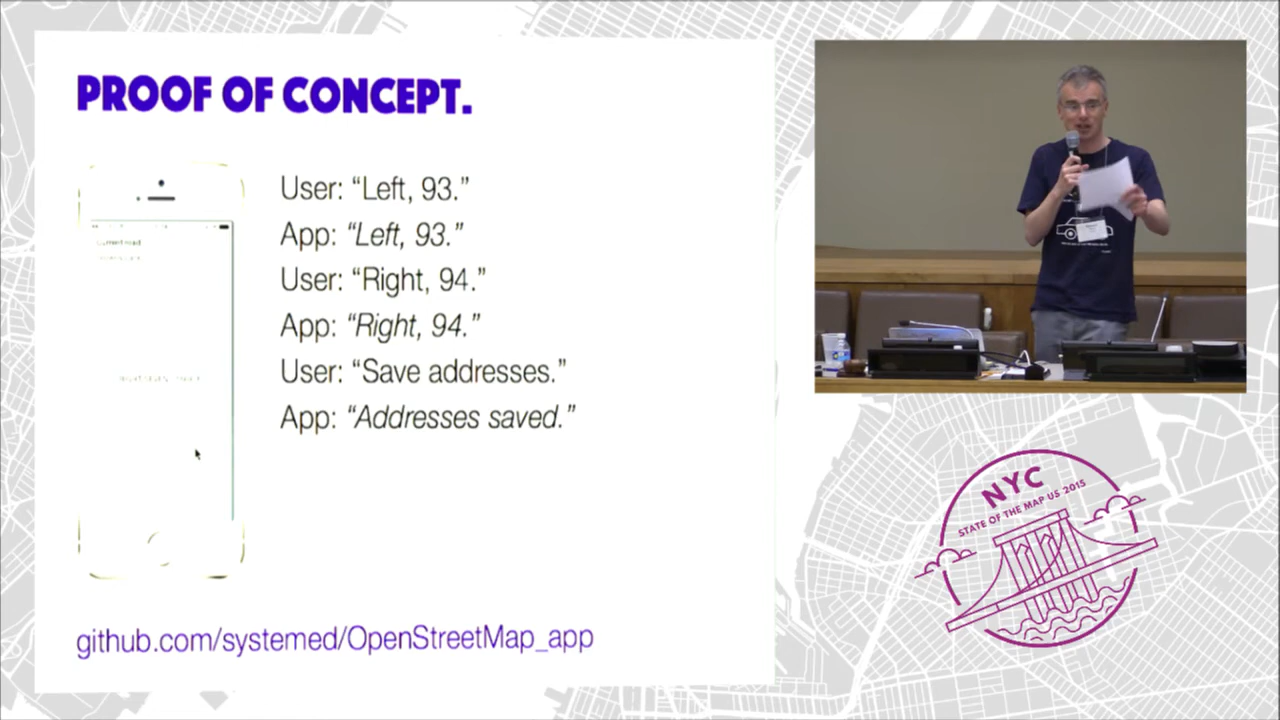 PROOF OF CONCEPT.
User: “Left, 93.”
App: “Left, 93.”
User: “Right, 94.”
App: “Right, 94.”
User: “Save addresses.”
App: “Addresses saved.”
github.com/systemed/OpenStreetMap_app
NYC
STATE OF THE MAP US 2015